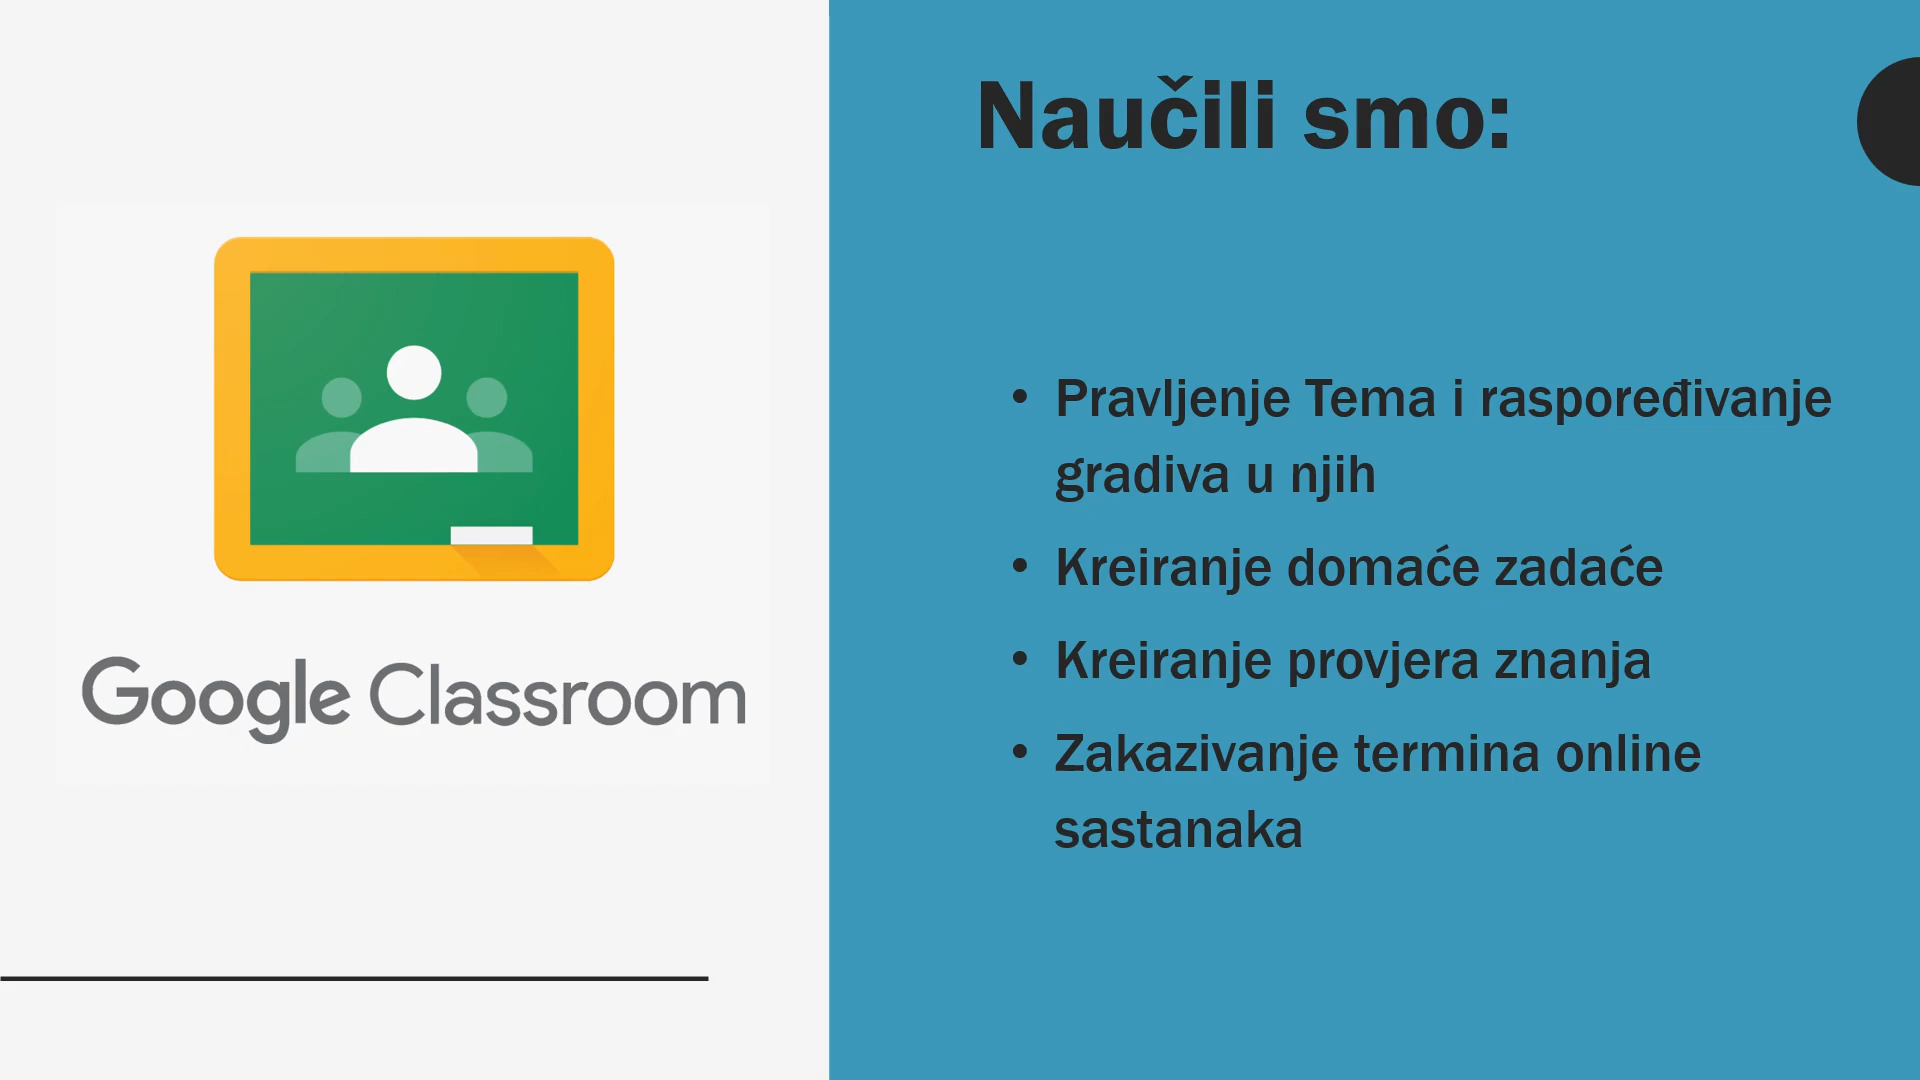 Naučili smo:
• Pravljenje Tema i raspoređivanje
gradiva u njih
• Kreiranje domaće zadaće
• Kreiranje provjera znanja
• Zakazivanje termina online
sastanaka
Google Classroom